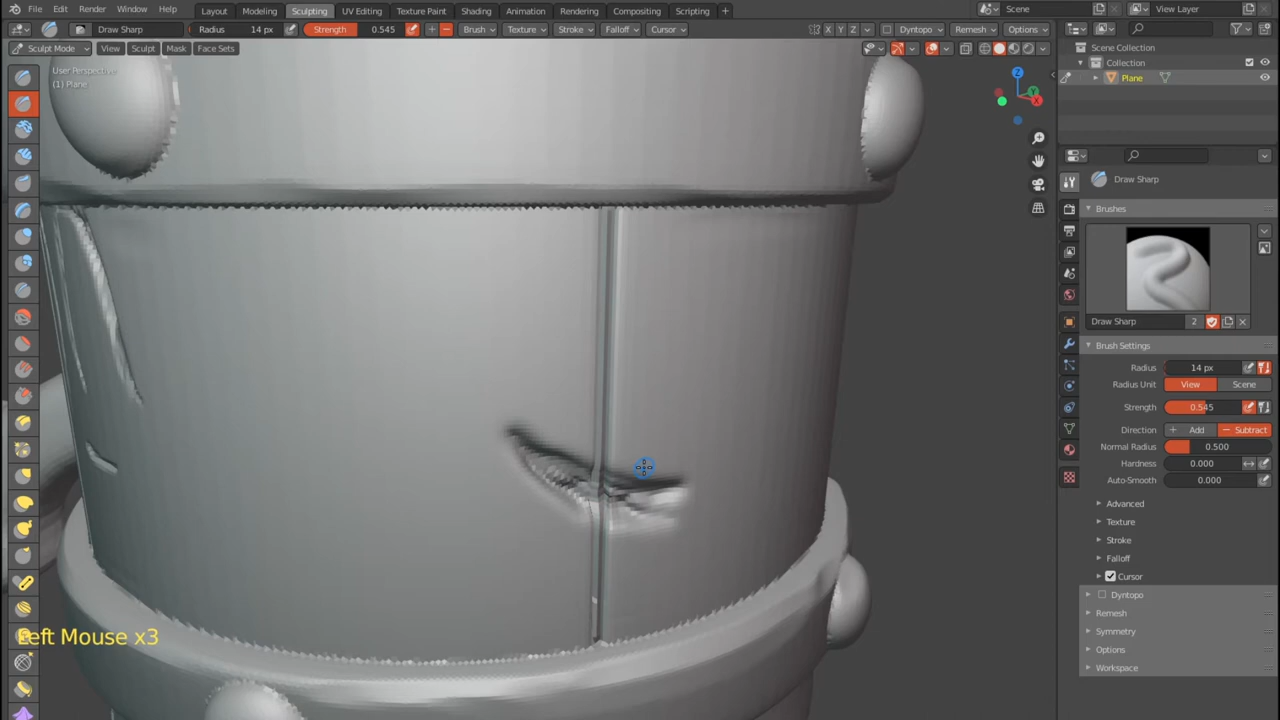 File Edit Render Window Help Layout Modeling Sculpting UV Editing Texture Paint Shading Animation Rendering Compositing Scripting + Scene View Layer
Draw Sharp Radius 14 px Strength 0.545 Brush Texture Stroke Falloff Cursor X Y Z Dyntopo Remesh Options
Sculpt Mode View Sculpt Mask Face Sets
Scene Collection
Collection
Plane
User Perspective
(1) Plane
Z
Y
X
Draw Sharp
Brushes
Draw Sharp 2
Brush Settings
Radius 14 px
Radius Unit View Scene
Strength 0.545
Direction + Add − Subtract
Normal Radius 0.500
Hardness 0.000
Auto-Smooth 0.000
Advanced
Texture
Stroke
Falloff
Cursor
Dyntopo
Remesh
Symmetry
Options
Workspace
Left Mouse x3